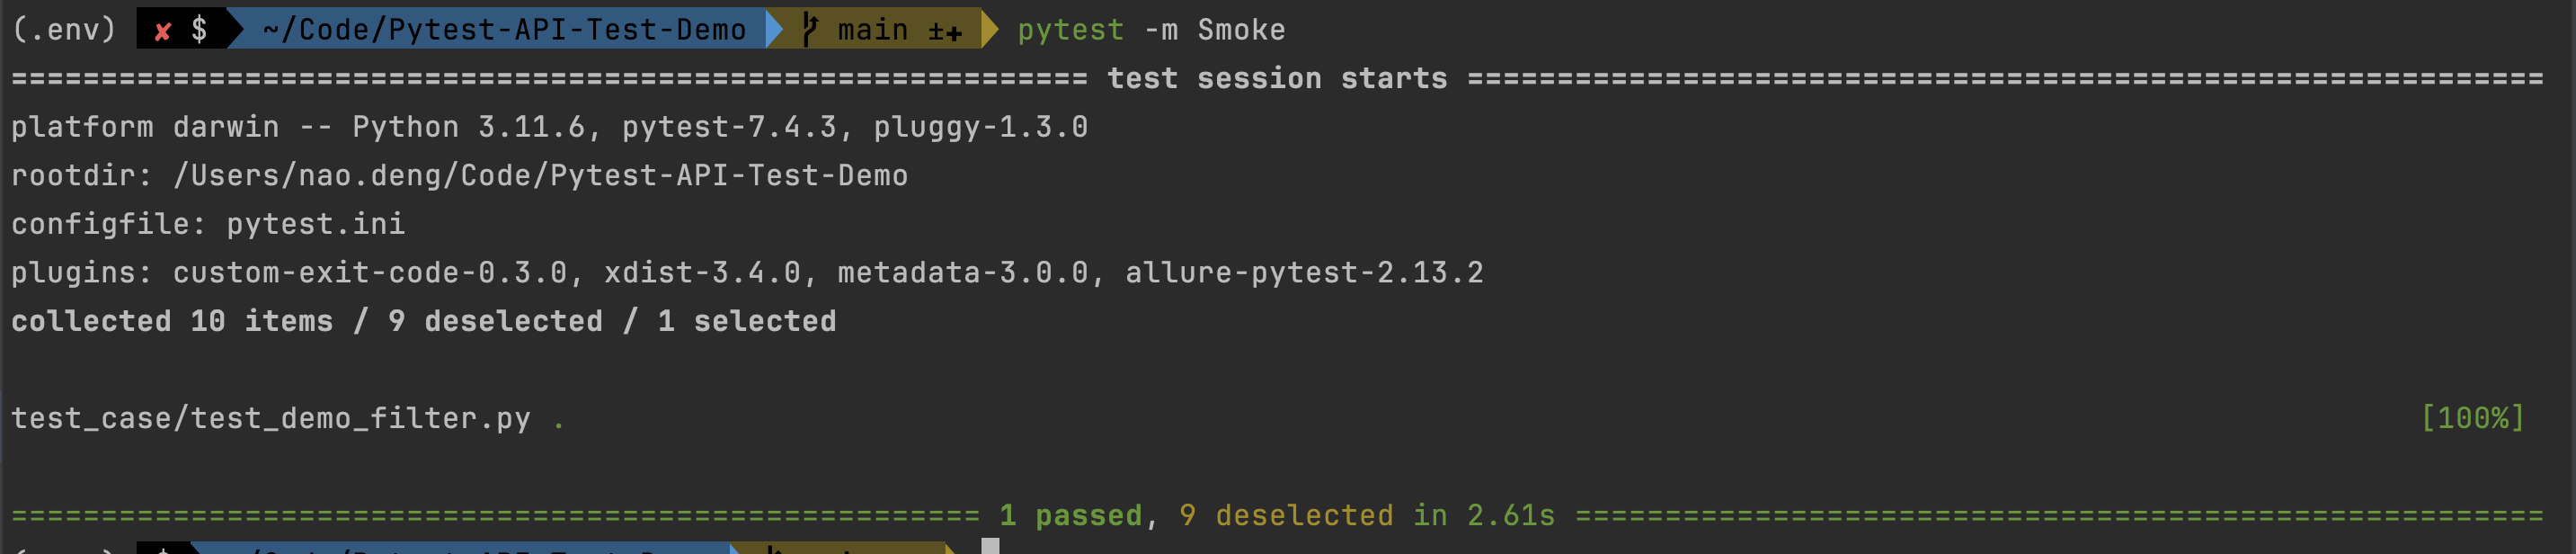 (.env) ✘ $ ~/Code/Pytest-API-Test-Demo main ±✚ pytest -m Smoke
============================================================ test session starts ============================================================
platform darwin -- Python 3.11.6, pytest-7.4.3, pluggy-1.3.0
rootdir: /Users/nao.deng/Code/Pytest-API-Test-Demo
configfile: pytest.ini
plugins: custom-exit-code-0.3.0, xdist-3.4.0, metadata-3.0.0, allure-pytest-2.13.2
collected 10 items / 9 deselected / 1 selected
test_case/test_demo_filter.py . [100%]
====================================================== 1 passed, 9 deselected in 2.61s ======================================================